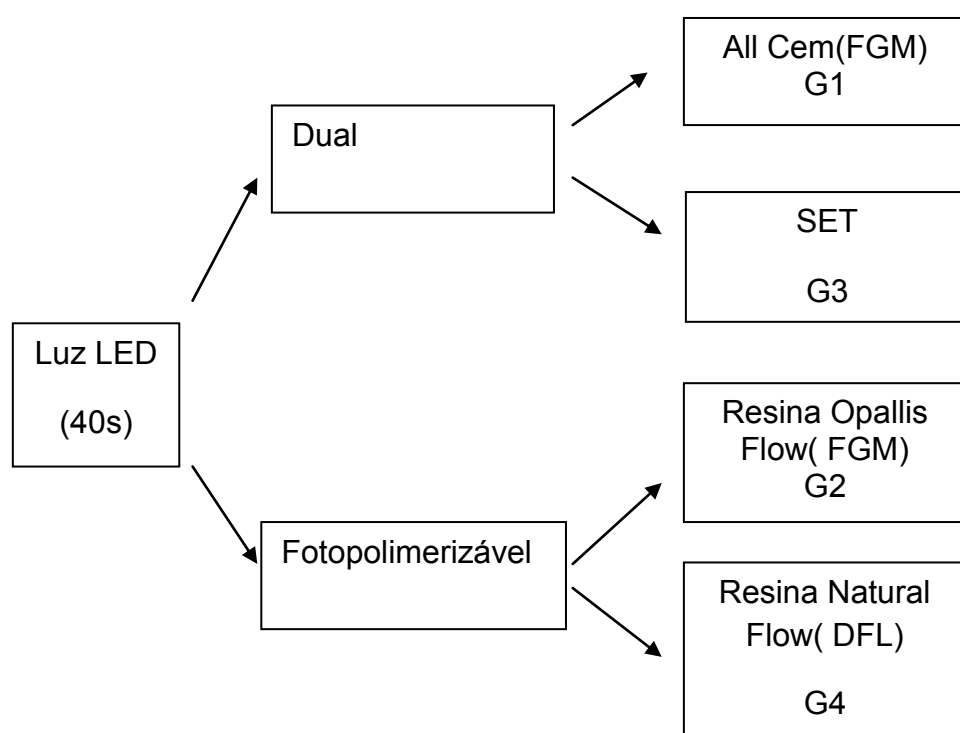 Luz LED
(40s)
Dual
All Cem(FGM)
G1
SET
G3
Fotopolimerizável
Resina Opallis
Flow( FGM)
G2
Resina Natural
Flow( DFL)
G4